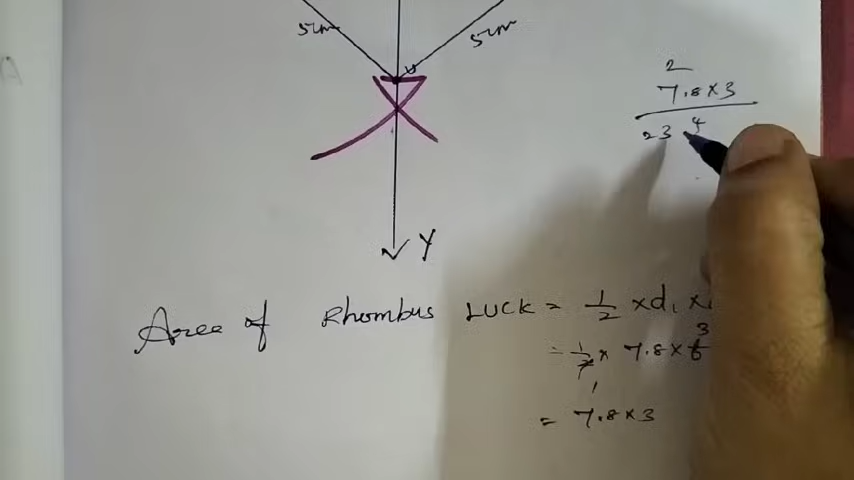 5cm
5cm
U
2
7.8×3
23 4
Y
Area of Rhombus LUCK = 1/2 × d1 ×
= 1/2 × 7.8 × 6 3
1
= 7.8×3